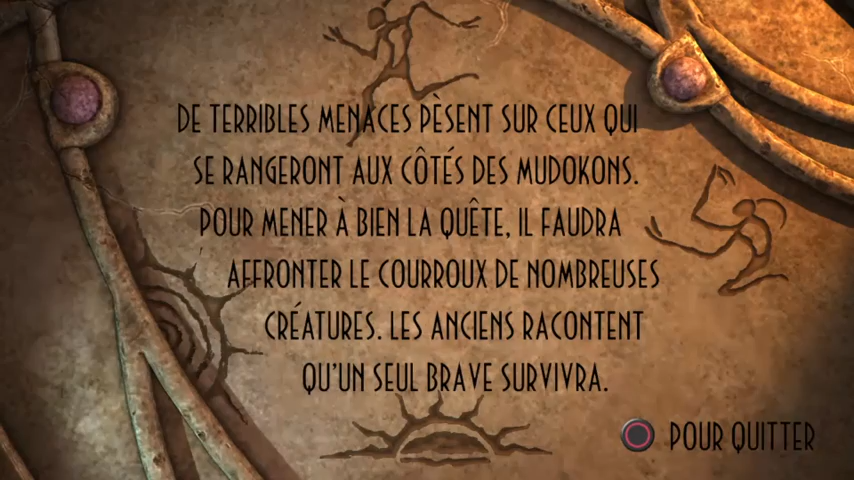 DE TERRIBLES MENACES PÈSENT SUR CEUX QUI
SE RANGERONT AUX CÔTÉS DES MUDOKONS.
POUR MENER À BIEN LA QUÊTE, IL FAUDRA
AFFRONTER LE COURROUX DE NOMBREUSES
CRÉATURES. LES ANCIENS RACONTENT
QU'UN SEUL BRAVE SURVIVRA.
POUR QUITTER